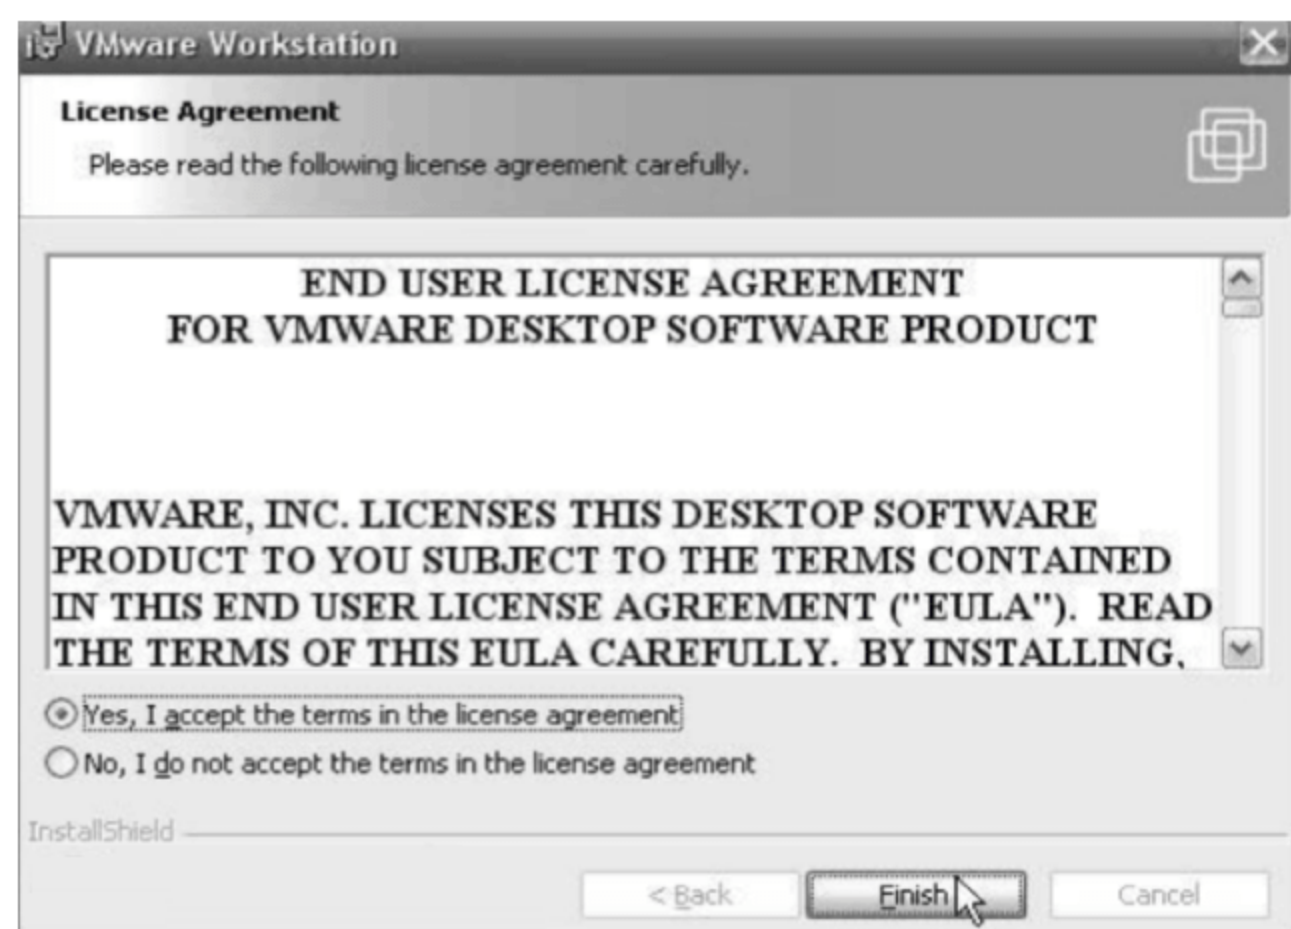 VMware Workstation
License Agreement
Please read the following license agreement carefully.
END USER LICENSE AGREEMENT
FOR VMWARE DESKTOP SOFTWARE PRODUCT
VMWARE, INC. LICENSES THIS DESKTOP SOFTWARE
PRODUCT TO YOU SUBJECT TO THE TERMS CONTAINED
IN THIS END USER LICENSE AGREEMENT ("EULA").  READ
THE TERMS OF THIS EULA CAREFULLY.  BY INSTALLING,
Yes, I accept the terms in the license agreement
No, I do not accept the terms in the license agreement
InstallShield
< Back Finish Cancel